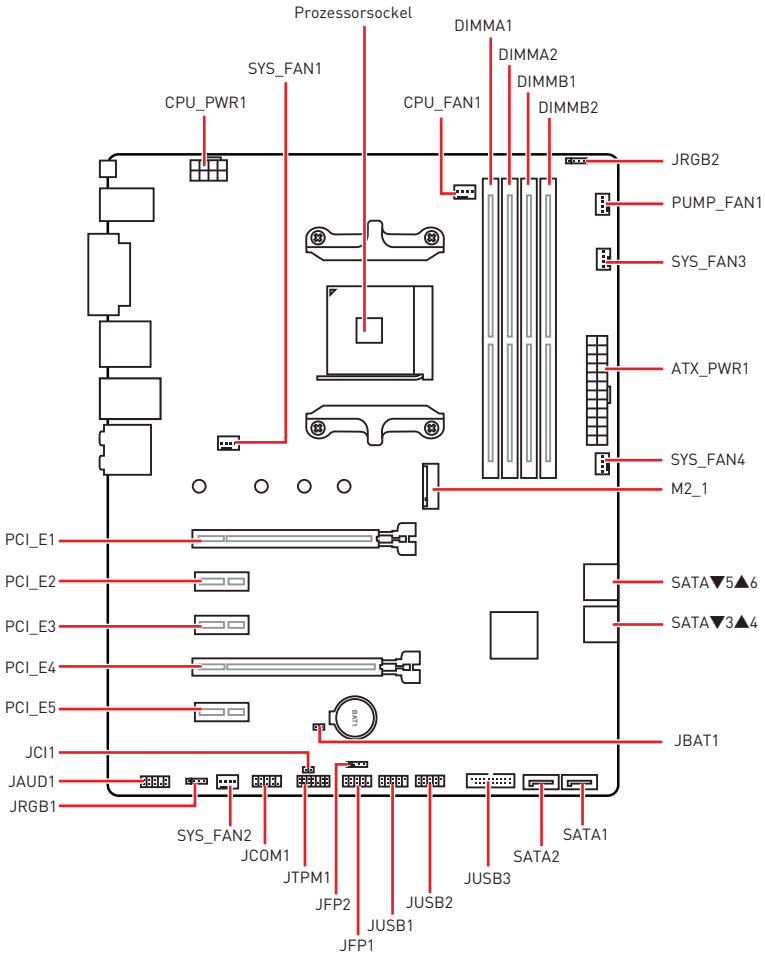 Prozessorsockel
DIMMA1
DIMMA2
DIMMB1
DIMMB2
SYS_FAN1
CPU_FAN1
CPU_PWR1
JRGB2
PUMP_FAN1
SYS_FAN3
ATX_PWR1
SYS_FAN4
M2_1
PCI_E1
PCI_E2
SATA▼5▲6
PCI_E3
SATA▼3▲4
PCI_E4
PCI_E5
BAT1
JBAT1
JCI1
JAUD1
JRGB1
SYS_FAN2
JCOM1
JTPM1
JFP2
JFP1
JUSB1
JUSB2
JUSB3
SATA2
SATA1